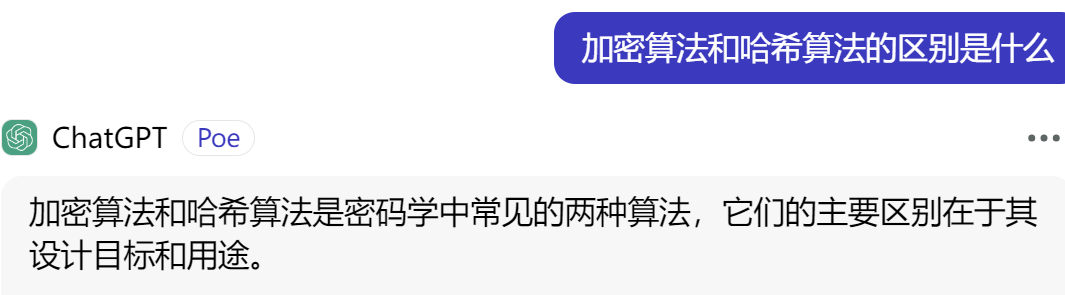 加密算法和哈希算法的区别是什么
ChatGPT Poe
加密算法和哈希算法是密码学中常见的两种算法，它们的主要区别在于其
设计目标和用途。